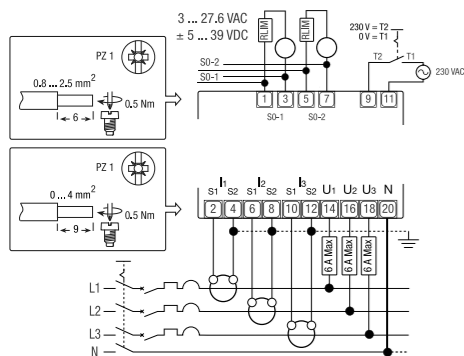 3 ... 27.6 VAC
± 5 ... 39 VDC
PZ 1
0.8 ... 2.5 mm²
0.5 Nm
6
RLIM
RLIM
S0-2
S0-1
230 V = T2
0 V = T1
T2 T1
230 VAC
1 3 5 7 9 11
S0-1 S0-2
PZ 1
0 ... 4 mm²
0.5 Nm
9
I1 I2 I3
S1 S2 S1 S2 S1 S2 U1 U2 U3 N
2 4 6 8 10 12 14 16 18 20
6 A Max
6 A Max
6 A Max
L1
L2
L3
N